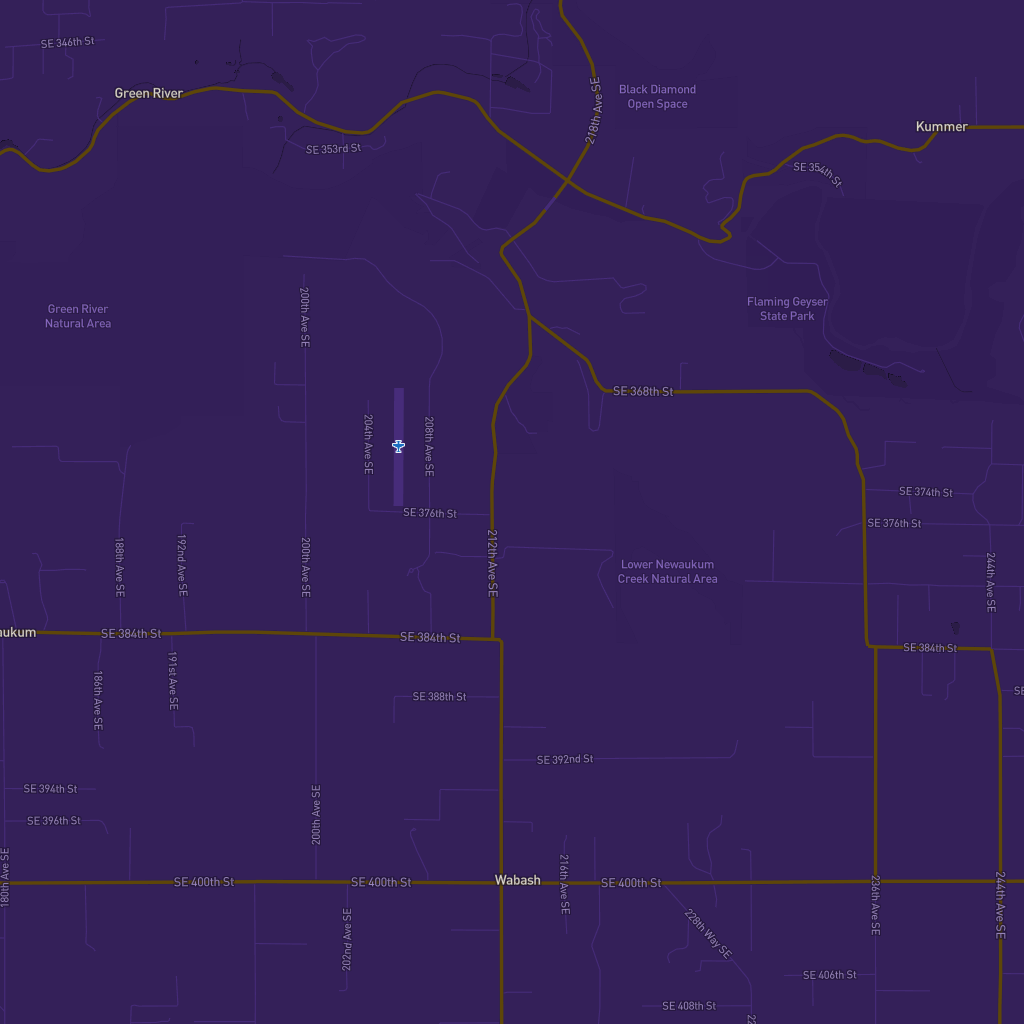 SE 346th St
Green River
218th Ave SE
Black Diamond
Open Space
Kummer
SE 353rd St
SE 354th St
Green River
Natural Area
200th Ave SE
Flaming Geyser
State Park
SE 368th St
204th Ave SE
208th Ave SE
SE 376th St
SE 374th St
SE 376th St
188th Ave SE
192nd Ave SE
200th Ave SE
212th Ave SE
Lower Newaukum
Creek Natural Area
244th Ave SE
SE 384th St
SE 384th St
SE 384th St
186th Ave SE
191st Ave SE
SE 388th St
SE
SE 392nd St
SE 394th St
200th Ave SE
SE 396th St
180th Ave SE
SE 400th St
SE 400th St
Wabash
216th Ave SE
SE 400th St
236th Ave SE
244th Ave SE
202nd Ave SE
228th Way SE
SE 406th St
SE 408th St